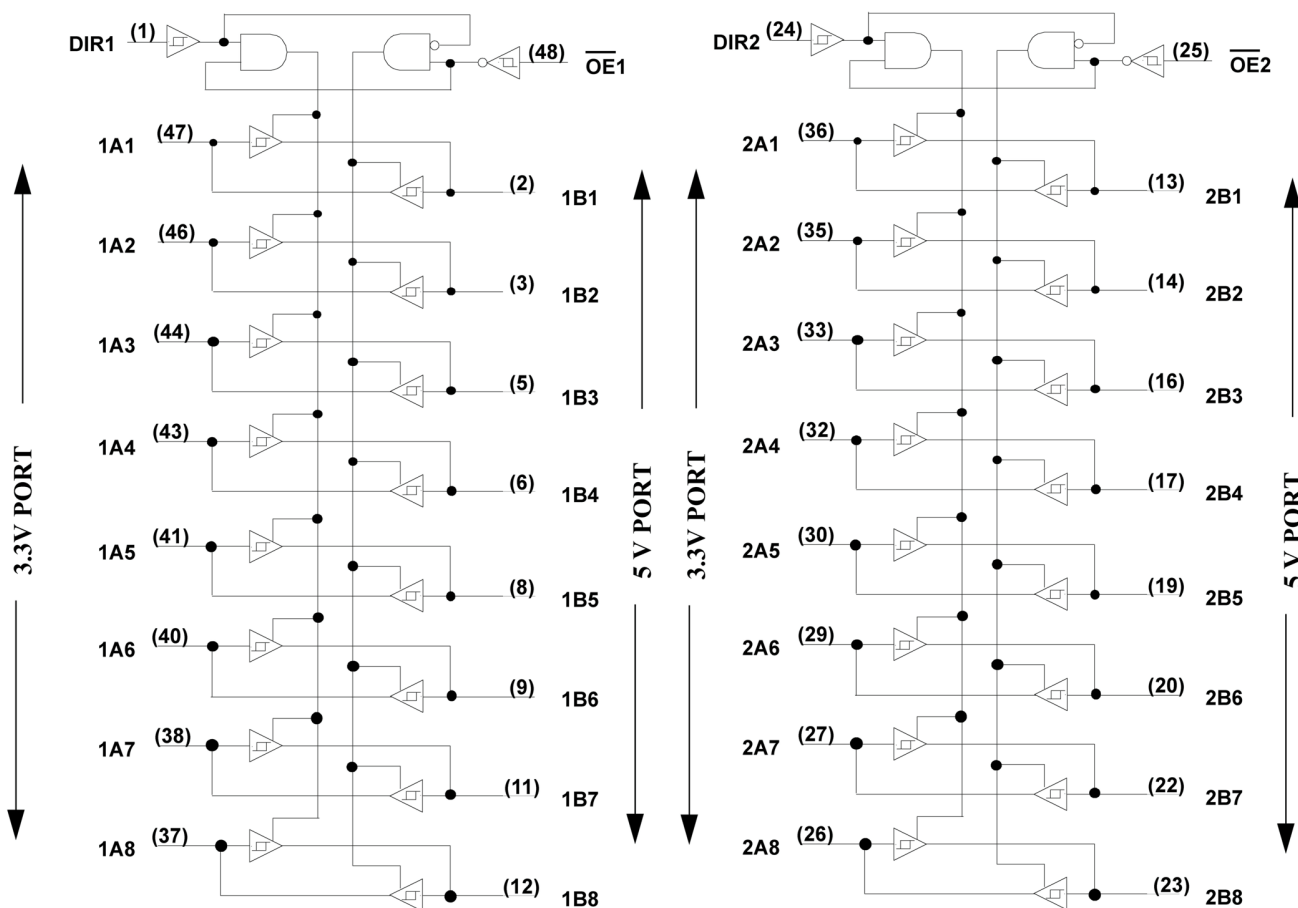 DIR1 (1)
(48) OE1
1A1 (47)
(2) 1B1
1A2 (46)
(3) 1B2
1A3 (44)
(5) 1B3
1A4 (43)
(6) 1B4
1A5 (41)
(8) 1B5
1A6 (40)
(9) 1B6
1A7 (38)
(11) 1B7
1A8 (37)
(12) 1B8
3.3V PORT
5 V PORT
DIR2 (24)
(25) OE2
2A1 (36)
(13) 2B1
2A2 (35)
(14) 2B2
2A3 (33)
(16) 2B3
2A4 (32)
(17) 2B4
2A5 (30)
(19) 2B5
2A6 (29)
(20) 2B6
2A7 (27)
(22) 2B7
2A8 (26)
(23) 2B8
3.3V PORT
5 V PORT